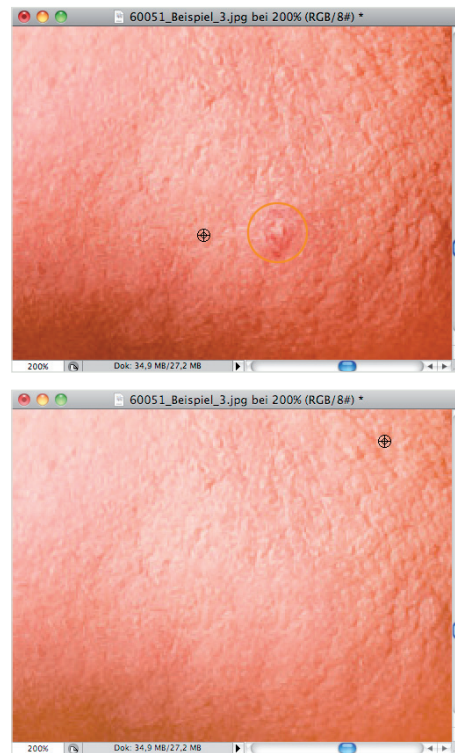 60051_Beispiel_3.jpg bei 200% (RGB/8#) *
200% Dok: 34,9 MB/27,2 MB
60051_Beispiel_3.jpg bei 200% (RGB/8#) *
200% Dok: 34,9 MB/27,2 MB